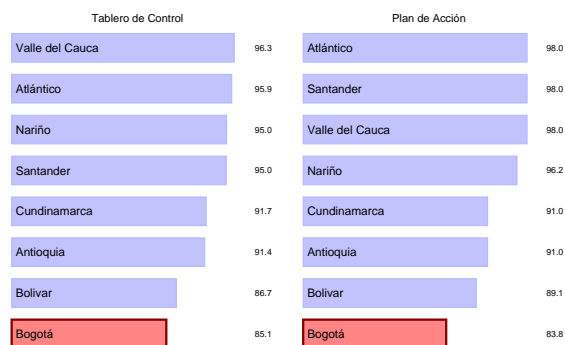 Tablero de Control
Valle del Cauca 96.3
Atlántico 95.9
Nariño 95.0
Santander 95.0
Cundinamarca 91.7
Antioquia 91.4
Bolivar 86.7
Bogotá 85.1
Plan de Acción
Atlántico 98.0
Santander 98.0
Valle del Cauca 98.0
Nariño 96.2
Cundinamarca 91.0
Antioquia 91.0
Bolivar 89.1
Bogotá 83.8